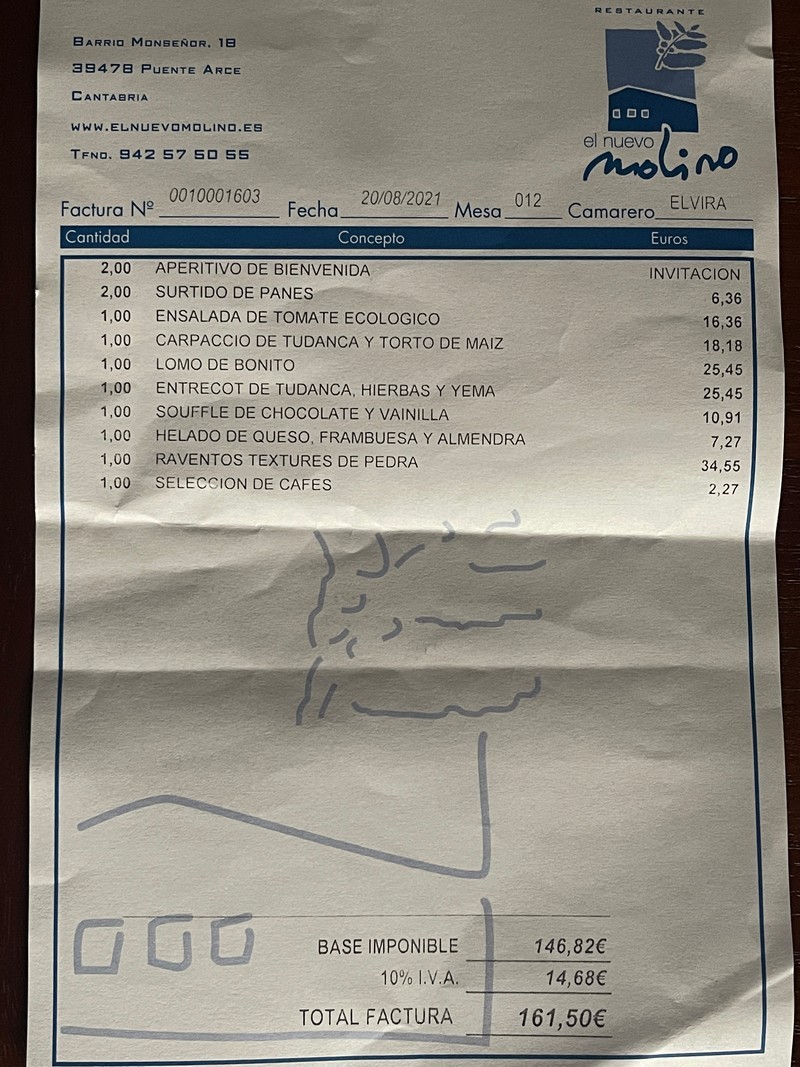 RESTAURANTE
el nuevo
molino
BARRIO MONSEÑOR, 18
39478 PUENTE ARCE
CANTABRIA
WWW.ELNUEVOMOLINO.ES
TFNO. 942 57 50 55
Factura Nº 0010001603 Fecha 20/08/2021 Mesa 012 Camarero ELVIRA
Cantidad Concepto Euros
2,00 APERITIVO DE BIENVENIDA INVITACION
2,00 SURTIDO DE PANES 6,36
1,00 ENSALADA DE TOMATE ECOLOGICO 16,36
1,00 CARPACCIO DE TUDANCA Y TORTO DE MAIZ 18,18
1,00 LOMO DE BONITO 25,45
1,00 ENTRECOT DE TUDANCA, HIERBAS Y YEMA 25,45
1,00 SOUFFLE DE CHOCOLATE Y VAINILLA 10,91
1,00 HELADO DE QUESO, FRAMBUESA Y ALMENDRA 7,27
1,00 RAVENTOS TEXTURES DE PEDRA 34,55
1,00 SELECCION DE CAFES 2,27
BASE IMPONIBLE 146,82€
10% I.V.A. 14,68€
TOTAL FACTURA 161,50€